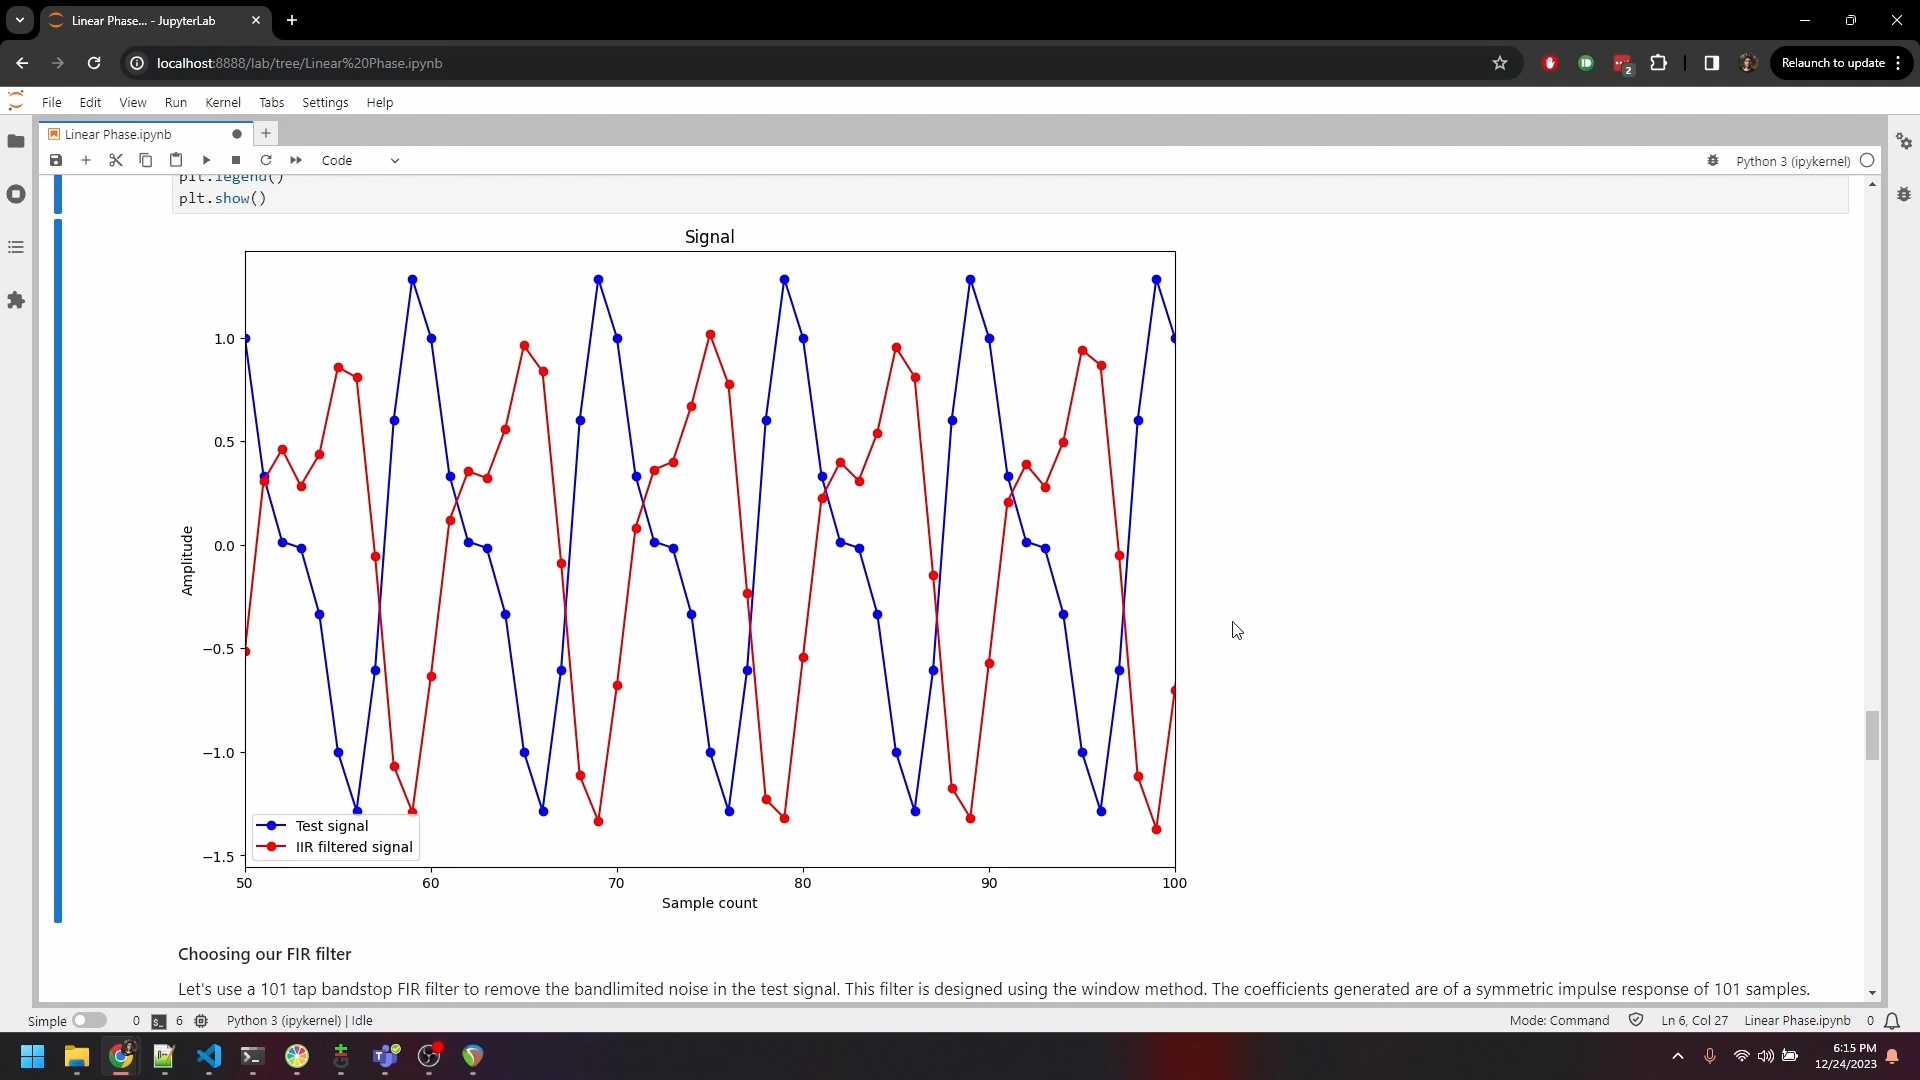 Linear Phase... - JupyterLab
localhost:8888/lab/tree/Linear%20Phase.ipynb
2
Relaunch to update
File Edit View Run Kernel Tabs Settings Help
Linear Phase.ipynb
Code
Python 3 (ipykernel)
plt.legend()
plt.show()
Signal
1.0
0.5
0.0
−0.5
−1.0
−1.5
Amplitude
Test signal
IIR filtered signal
50 60 70 80 90 100
Sample count
Choosing our FIR filter
Let's use a 101 tap bandstop FIR filter to remove the bandlimited noise in the test signal. This filter is designed using the window method. The coefficients generated are of a symmetric impulse response of 101 samples.
Simple 0 6 Python 3 (ipykernel) | Idle Mode: Command Ln 6, Col 27 Linear Phase.ipynb 0
6:15 PM
12/24/2023